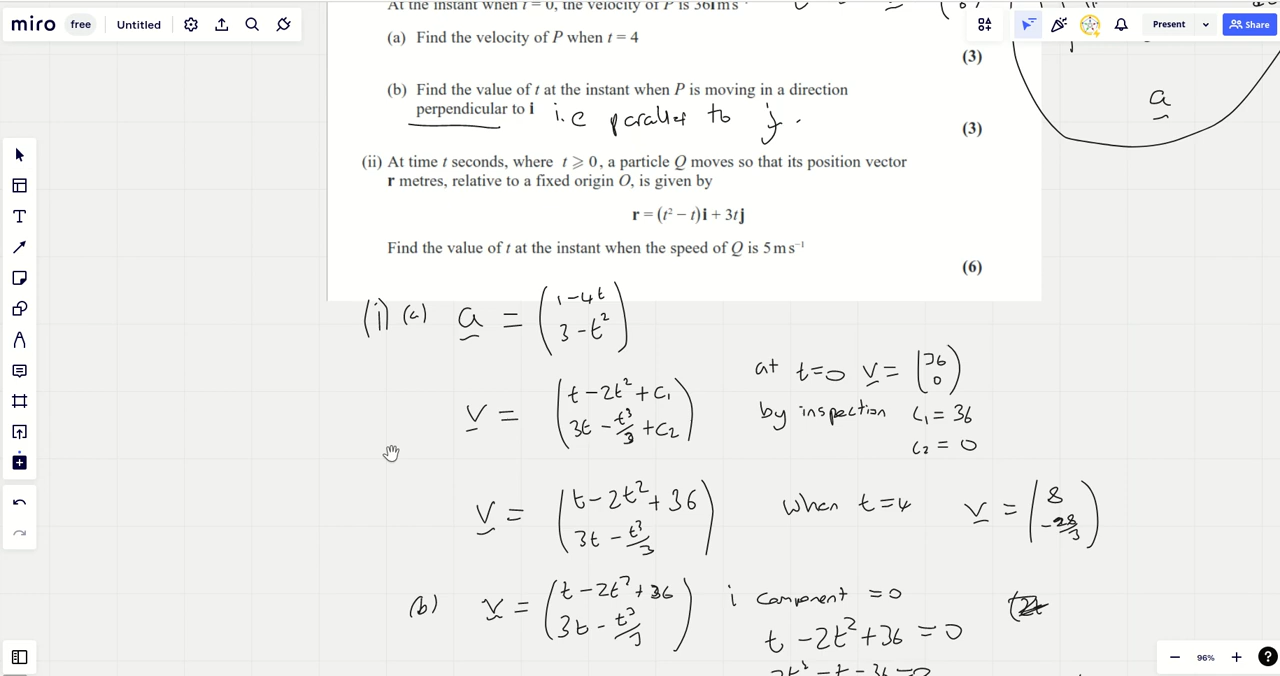 At the instant when t = 0, the velocity of P is 36i m s⁻¹
miro free Untitled Present Share
(a) Find the velocity of P when t = 4
(3)
(b) Find the value of t at the instant when P is moving in a direction
perpendicular to i i.e parallel to j.
(3)
a
(ii) At time t seconds, where t ⩾ 0, a particle Q moves so that its position vector
r metres, relative to a fixed origin O, is given by
r = (t² – t)i + 3tj
Find the value of t at the instant when the speed of Q is 5 m s⁻¹
(6)
(i) (a) a = (1-4t
3-t²)
at t=0 v = (36
0)
v = (t-2t²+c₁
3t-t³/3+c₂)
by inspection c₁ = 36
c₂ = 0
v = (t-2t²+36
3t-t³/3)
when t=4 v = (8
-28/3)
(b) v = (t-2t²+36
3t-t³/3)
i component = 0
t-2t²+36 = 0
2t²-t-36=0
96%